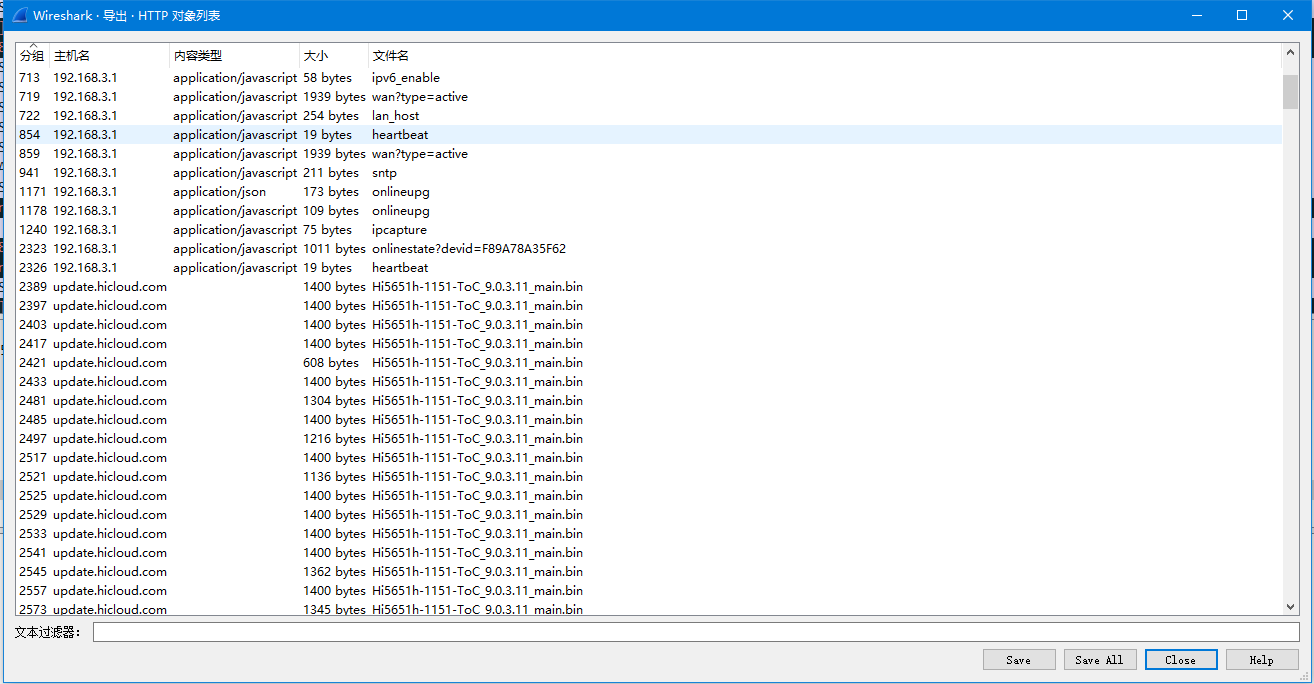 Wireshark · 导出 · HTTP 对象列表
分组 主机名 内容类型 大小 文件名
713 192.168.3.1 application/javascript 58 bytes ipv6_enable
719 192.168.3.1 application/javascript 1939 bytes wan?type=active
722 192.168.3.1 application/javascript 254 bytes lan_host
854 192.168.3.1 application/javascript 19 bytes heartbeat
859 192.168.3.1 application/javascript 1939 bytes wan?type=active
941 192.168.3.1 application/javascript 211 bytes sntp
1171 192.168.3.1 application/json 173 bytes onlineupg
1178 192.168.3.1 application/javascript 109 bytes onlineupg
1240 192.168.3.1 application/javascript 75 bytes ipcapture
2323 192.168.3.1 application/javascript 1011 bytes onlinestate?devid=F89A78A35F62
2326 192.168.3.1 application/javascript 19 bytes heartbeat
2389 update.hicloud.com 1400 bytes Hi5651h-1151-ToC_9.0.3.11_main.bin
2397 update.hicloud.com 1400 bytes Hi5651h-1151-ToC_9.0.3.11_main.bin
2403 update.hicloud.com 1400 bytes Hi5651h-1151-ToC_9.0.3.11_main.bin
2417 update.hicloud.com 1400 bytes Hi5651h-1151-ToC_9.0.3.11_main.bin
2421 update.hicloud.com 608 bytes Hi5651h-1151-ToC_9.0.3.11_main.bin
2433 update.hicloud.com 1400 bytes Hi5651h-1151-ToC_9.0.3.11_main.bin
2481 update.hicloud.com 1304 bytes Hi5651h-1151-ToC_9.0.3.11_main.bin
2485 update.hicloud.com 1400 bytes Hi5651h-1151-ToC_9.0.3.11_main.bin
2497 update.hicloud.com 1216 bytes Hi5651h-1151-ToC_9.0.3.11_main.bin
2517 update.hicloud.com 1400 bytes Hi5651h-1151-ToC_9.0.3.11_main.bin
2521 update.hicloud.com 1136 bytes Hi5651h-1151-ToC_9.0.3.11_main.bin
2525 update.hicloud.com 1400 bytes Hi5651h-1151-ToC_9.0.3.11_main.bin
2529 update.hicloud.com 1400 bytes Hi5651h-1151-ToC_9.0.3.11_main.bin
2533 update.hicloud.com 1400 bytes Hi5651h-1151-ToC_9.0.3.11_main.bin
2541 update.hicloud.com 1400 bytes Hi5651h-1151-ToC_9.0.3.11_main.bin
2545 update.hicloud.com 1362 bytes Hi5651h-1151-ToC_9.0.3.11_main.bin
2557 update.hicloud.com 1400 bytes Hi5651h-1151-ToC_9.0.3.11_main.bin
2573 update.hicloud.com 1345 bytes Hi5651h-1151-ToC_9.0.3.11_main.bin
文本过滤器:
Save Save All Close Help